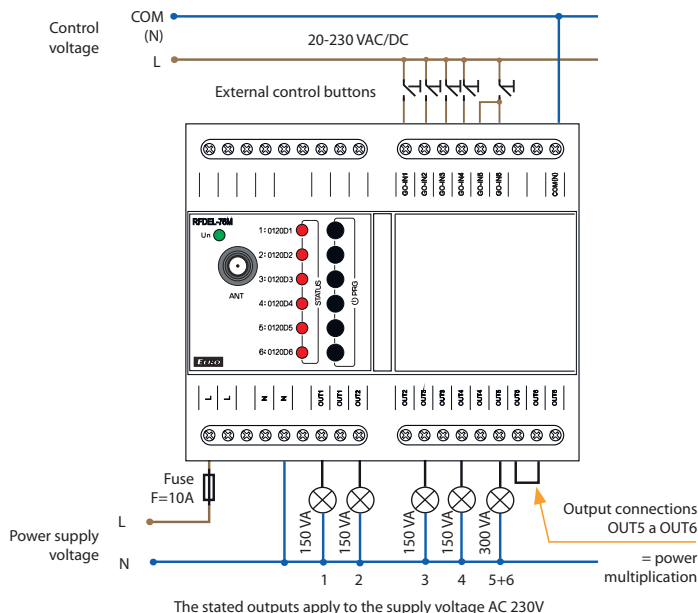 Control
voltage
COM
(N)
L
20-230 VAC/DC
External control buttons
GO-IN1
GO-IN2
GO-IN3
GO-IN4
GO-IN5
GO-IN6
COM(N)
RFDEL-76M
Un
ANT
1: 0120D1
2: 0120D2
3: 0120D3
4: 0120D4
5: 0120D5
6: 0120D6
STATUS
PRG
ELKO
L
L
N
N
OUT1
OUT1
OUT2
OUT2
OUT3
OUT3
OUT4
OUT4
OUT5
OUT5
OUT6
OUT6
Fuse
F=10A
150 VA
150 VA
150 VA
150 VA
300 VA
Output connections
OUT5 a OUT6
= power
multiplication
L
Power supply
voltage
N
1
2
3
4
5+6
The stated outputs apply to the supply voltage AC 230V